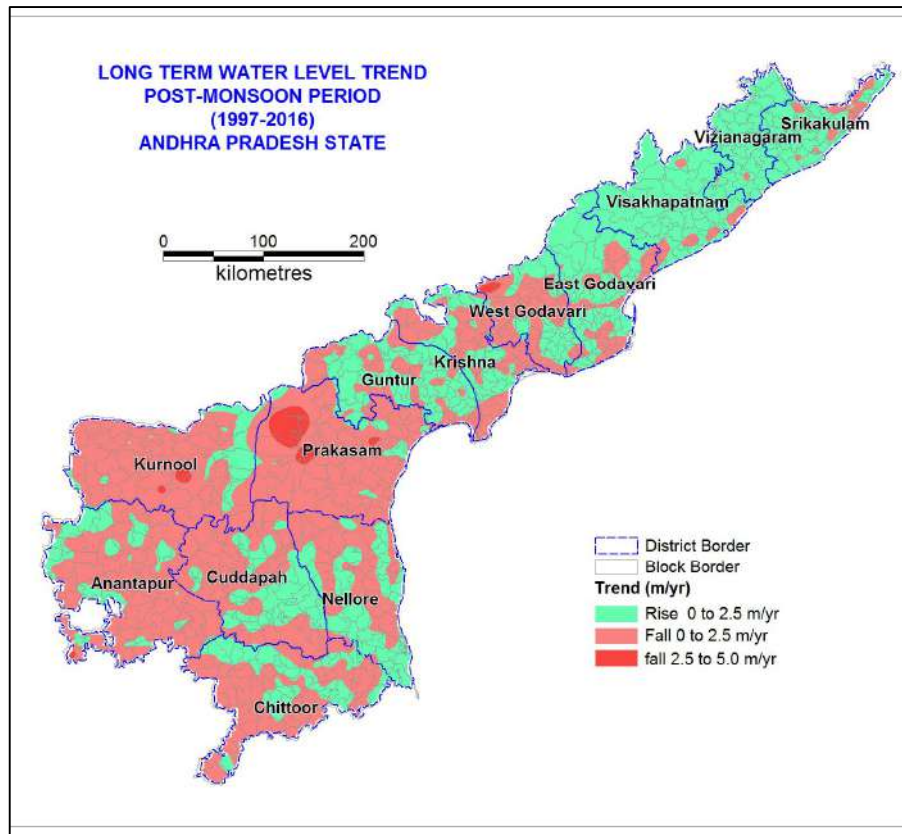 LONG TERM WATER LEVEL TREND
POST-MONSOON PERIOD
(1997-2016)
ANDHRA PRADESH STATE
0 100 200
kilometres
Srikakulam
Vizianagaram
Visakhapatnam
East Godavari
West Godavari
Krishna
Guntur
Prakasam
Kurnool
Anantapur
Cuddapah
Nellore
Chittoor
District Border
Block Border
Trend (m/yr)
Rise 0 to 2.5 m/yr
Fall 0 to 2.5 m/yr
fall 2.5 to 5.0 m/yr